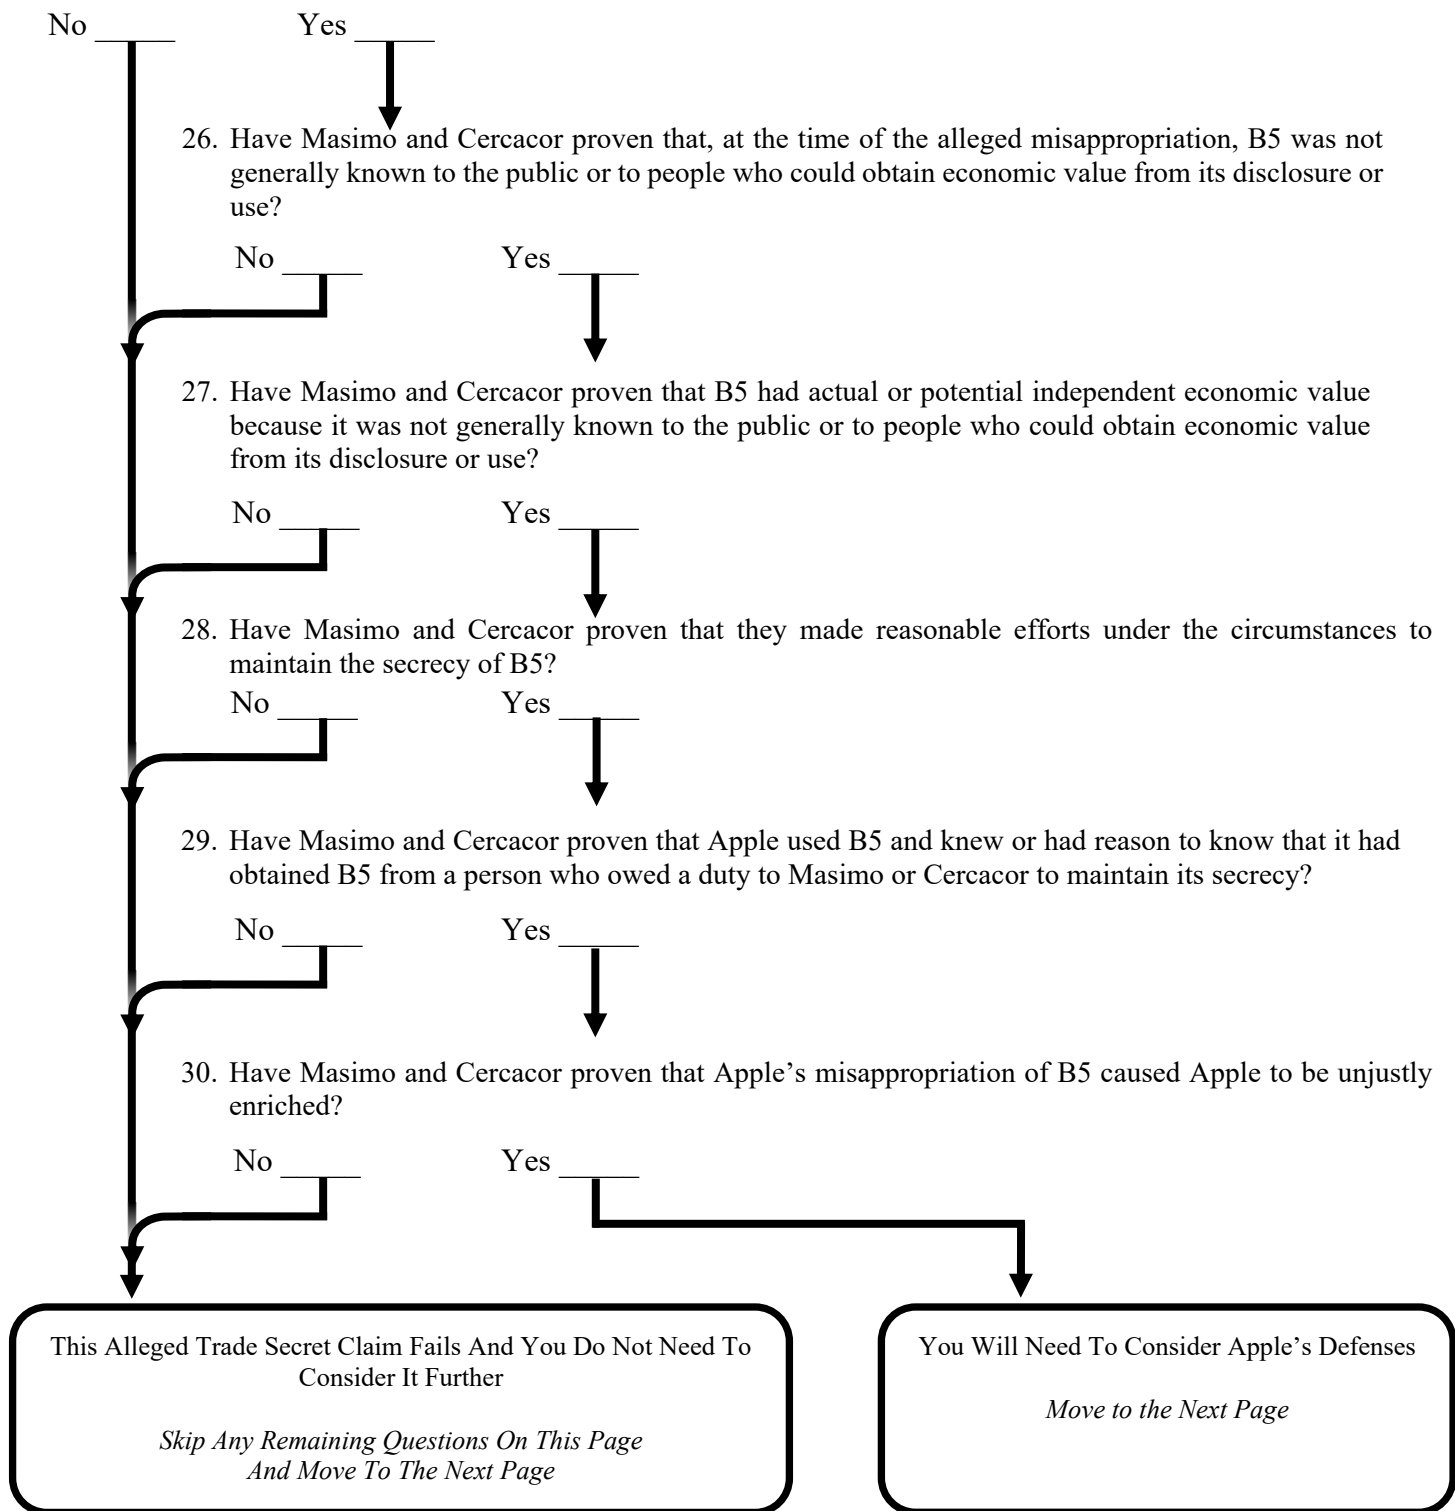 No _____ Yes _____
26. Have Masimo and Cercacor proven that, at the time of the alleged misappropriation, B5 was not
generally known to the public or to people who could obtain economic value from its disclosure or
use?
No _____ Yes _____
27. Have Masimo and Cercacor proven that B5 had actual or potential independent economic value
because it was not generally known to the public or to people who could obtain economic value
from its disclosure or use?
No _____ Yes _____
28. Have Masimo and Cercacor proven that they made reasonable efforts under the circumstances to
maintain the secrecy of B5?
No _____ Yes _____
29. Have Masimo and Cercacor proven that Apple used B5 and knew or had reason to know that it had
obtained B5 from a person who owed a duty to Masimo or Cercacor to maintain its secrecy?
No _____ Yes _____
30. Have Masimo and Cercacor proven that Apple’s misappropriation of B5 caused Apple to be unjustly
enriched?
No _____ Yes _____
This Alleged Trade Secret Claim Fails And You Do Not Need To
Consider It Further
Skip Any Remaining Questions On This Page
And Move To The Next Page
You Will Need To Consider Apple’s Defenses
Move to the Next Page